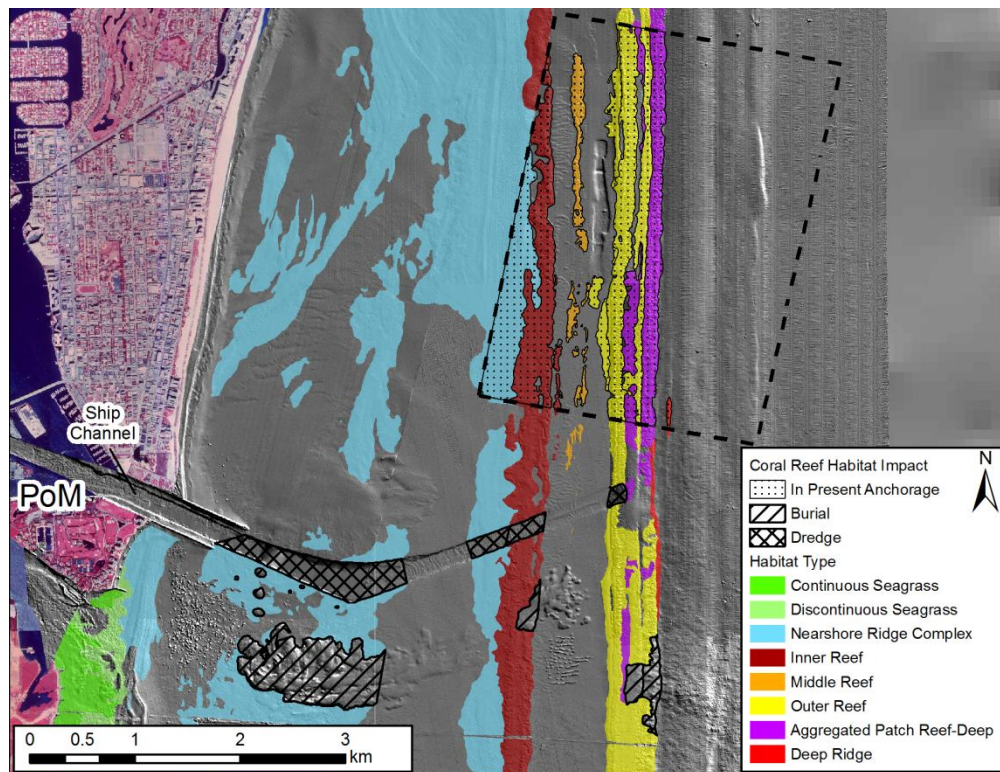 Ship
Channel
PoM
Coral Reef Habitat Impact
N
In Present Anchorage
Burial
Dredge
Habitat Type
Continuous Seagrass
Discontinuous Seagrass
Nearshore Ridge Complex
Inner Reef
Middle Reef
Outer Reef
Aggregated Patch Reef-Deep
Deep Ridge
0 0.5 1 2 3
km